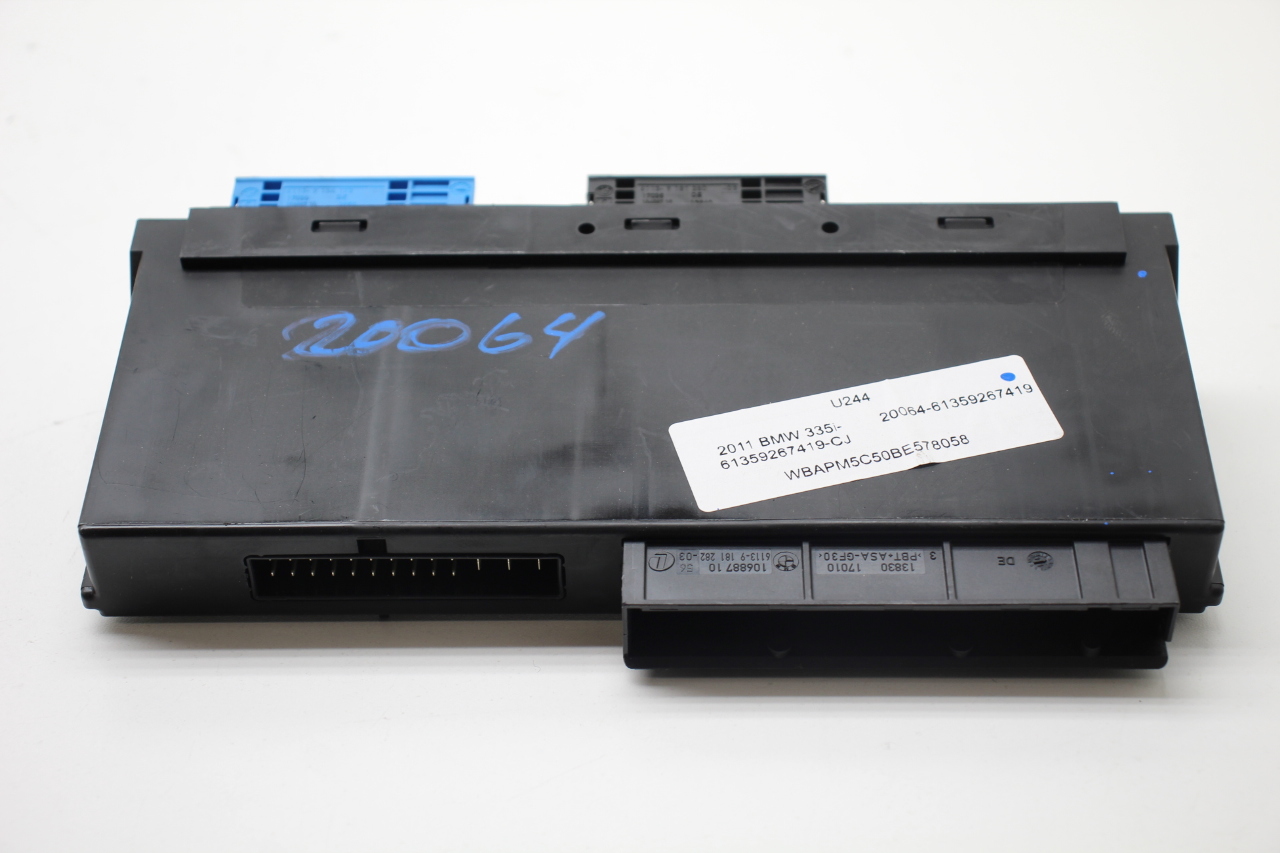 20064
U244
2011 BMW 335i-
20064-61359267419
61359267419-CJ
WBAPM5C50BE578058
6113-9 181 282-03
106887 10
56
13830 17010
3 >PBT+ASA-GF30<
DE